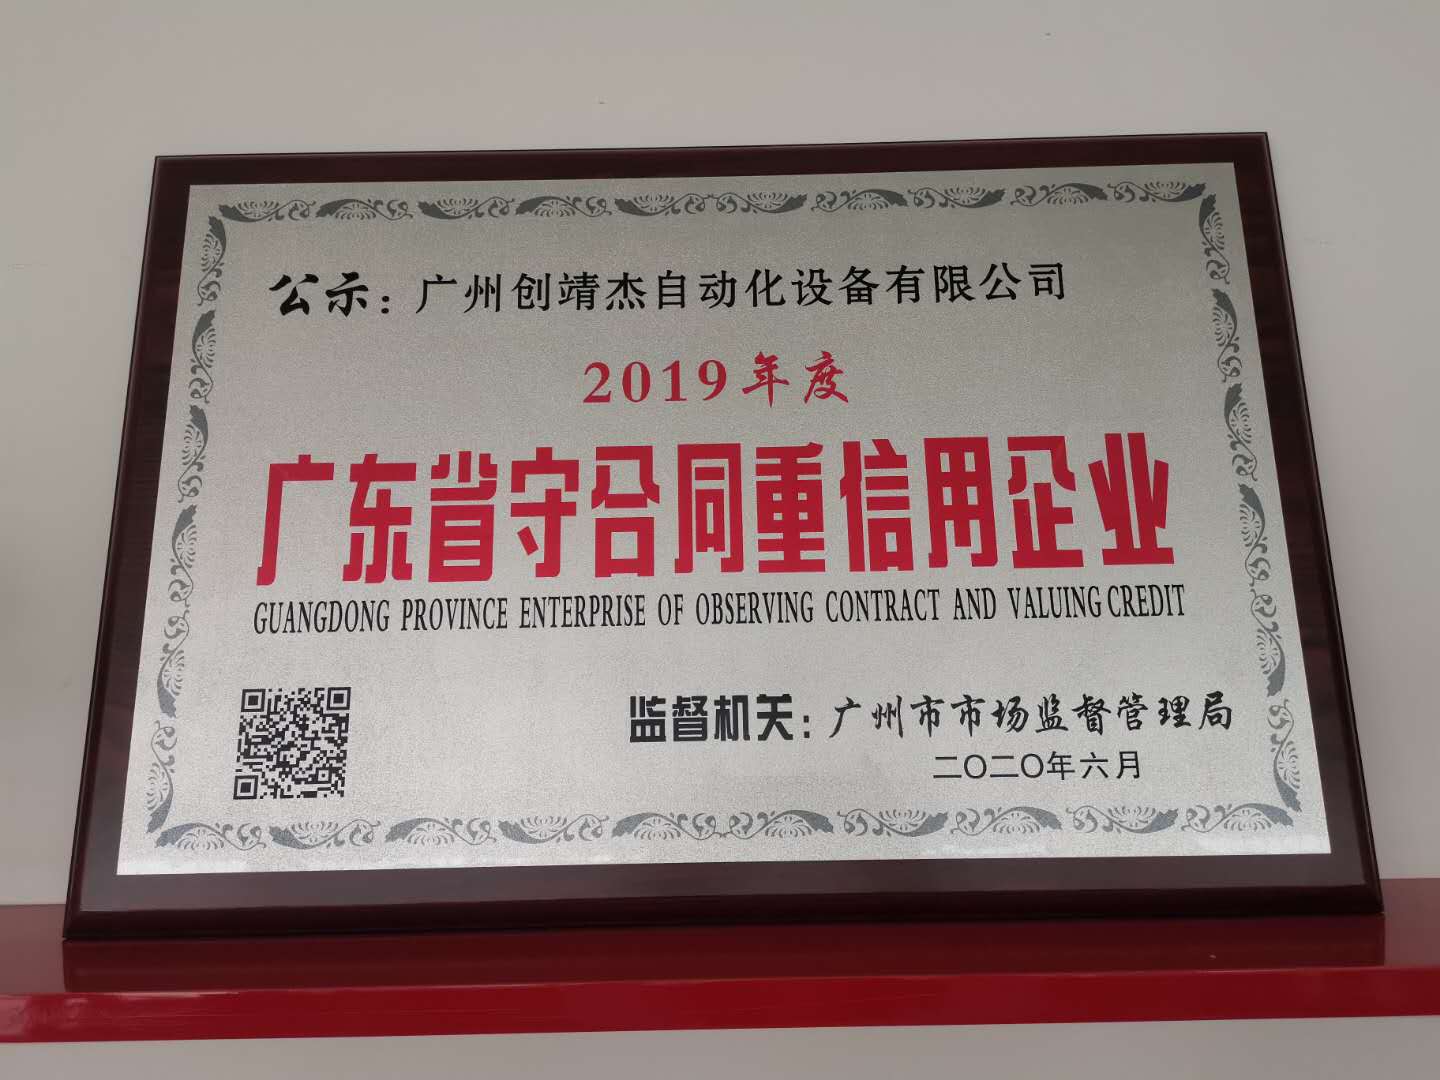 公示：广州创靖杰自动化设备有限公司
2019年度
广东省守合同重信用企业
GUANGDONG PROVINCE ENTERPRISE OF OBSERVING CONTRACT AND VALUING CREDIT
监督机关：广州市市场监督管理局
二〇二〇年六月